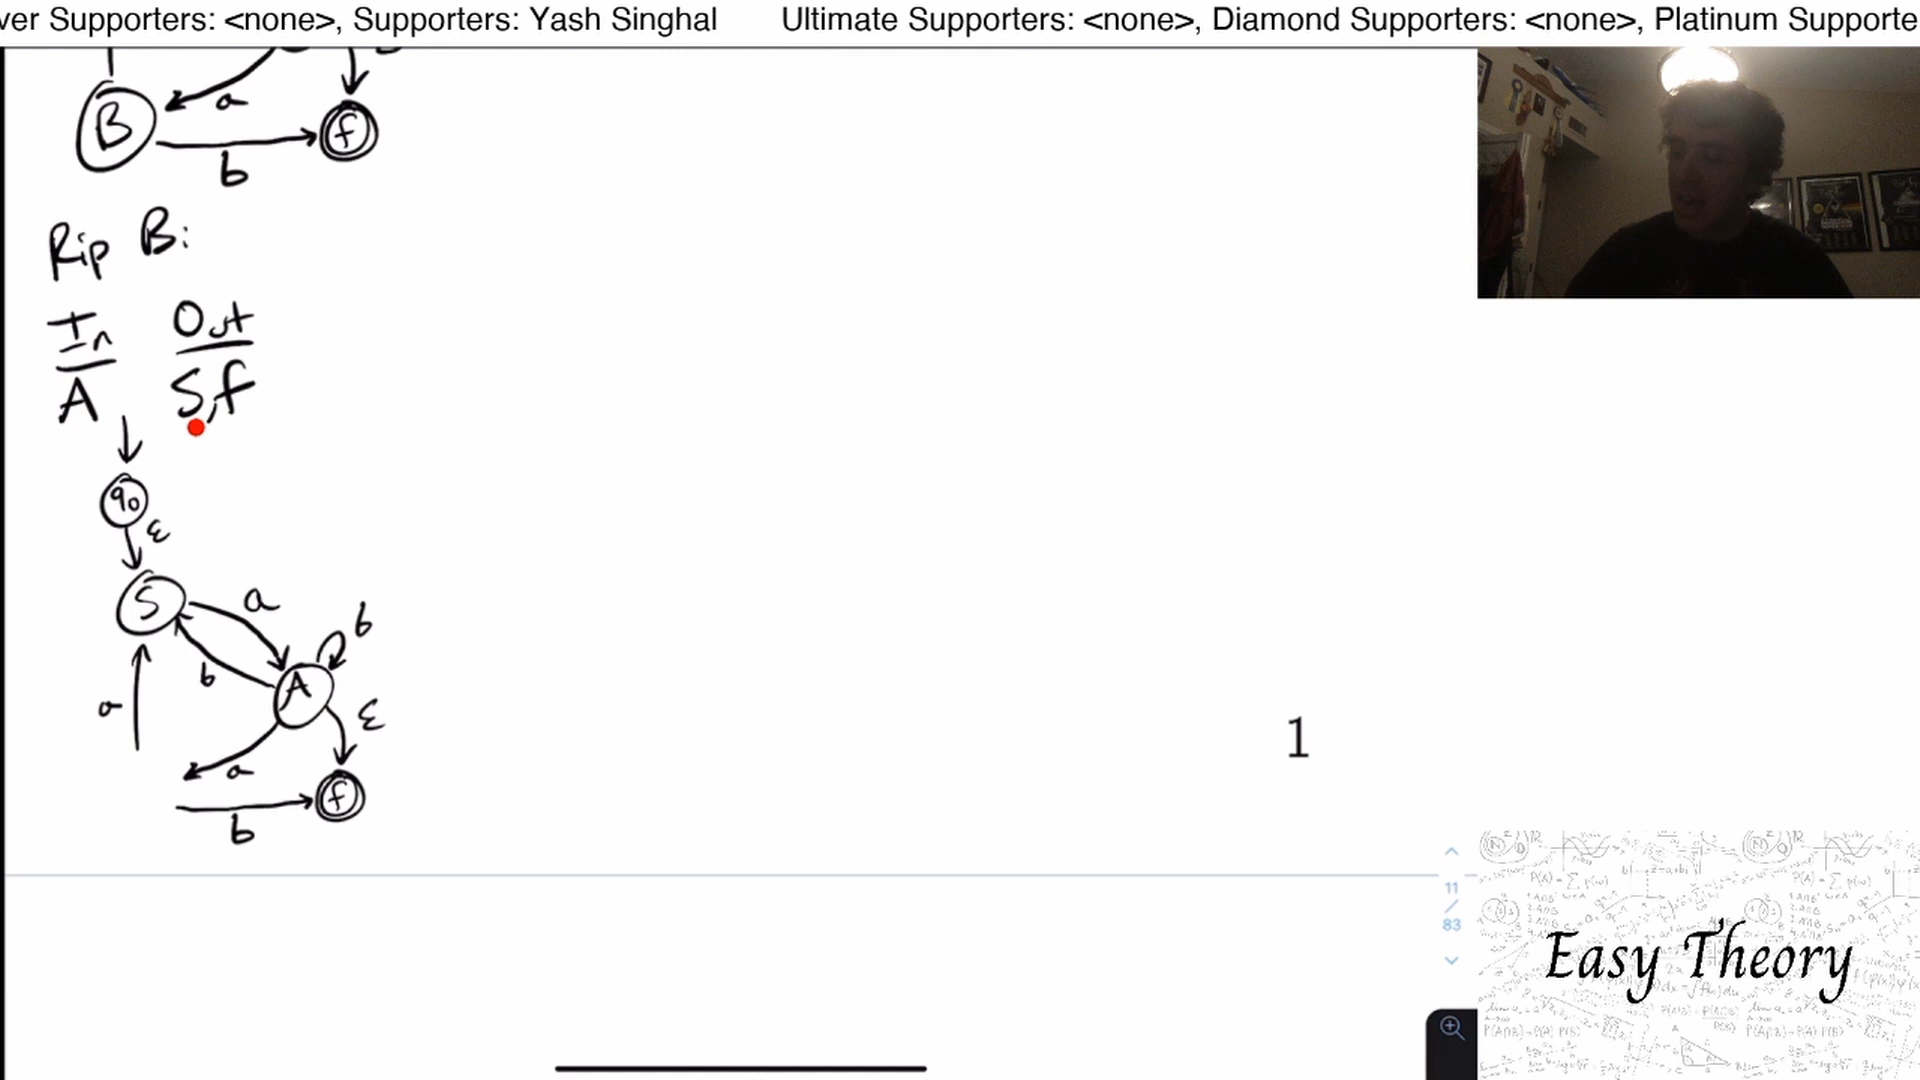 ver Supporters: <none>, Supporters: Yash Singhal Ultimate Supporters: <none>, Diamond Supporters: <none>, Platinum Supporte
a
B
f
b
Rip B:
In Out
A S,f
q0
ε
S
a
b
b
A
a
ε
a
f
b
1
11
/
83
Easy Theory